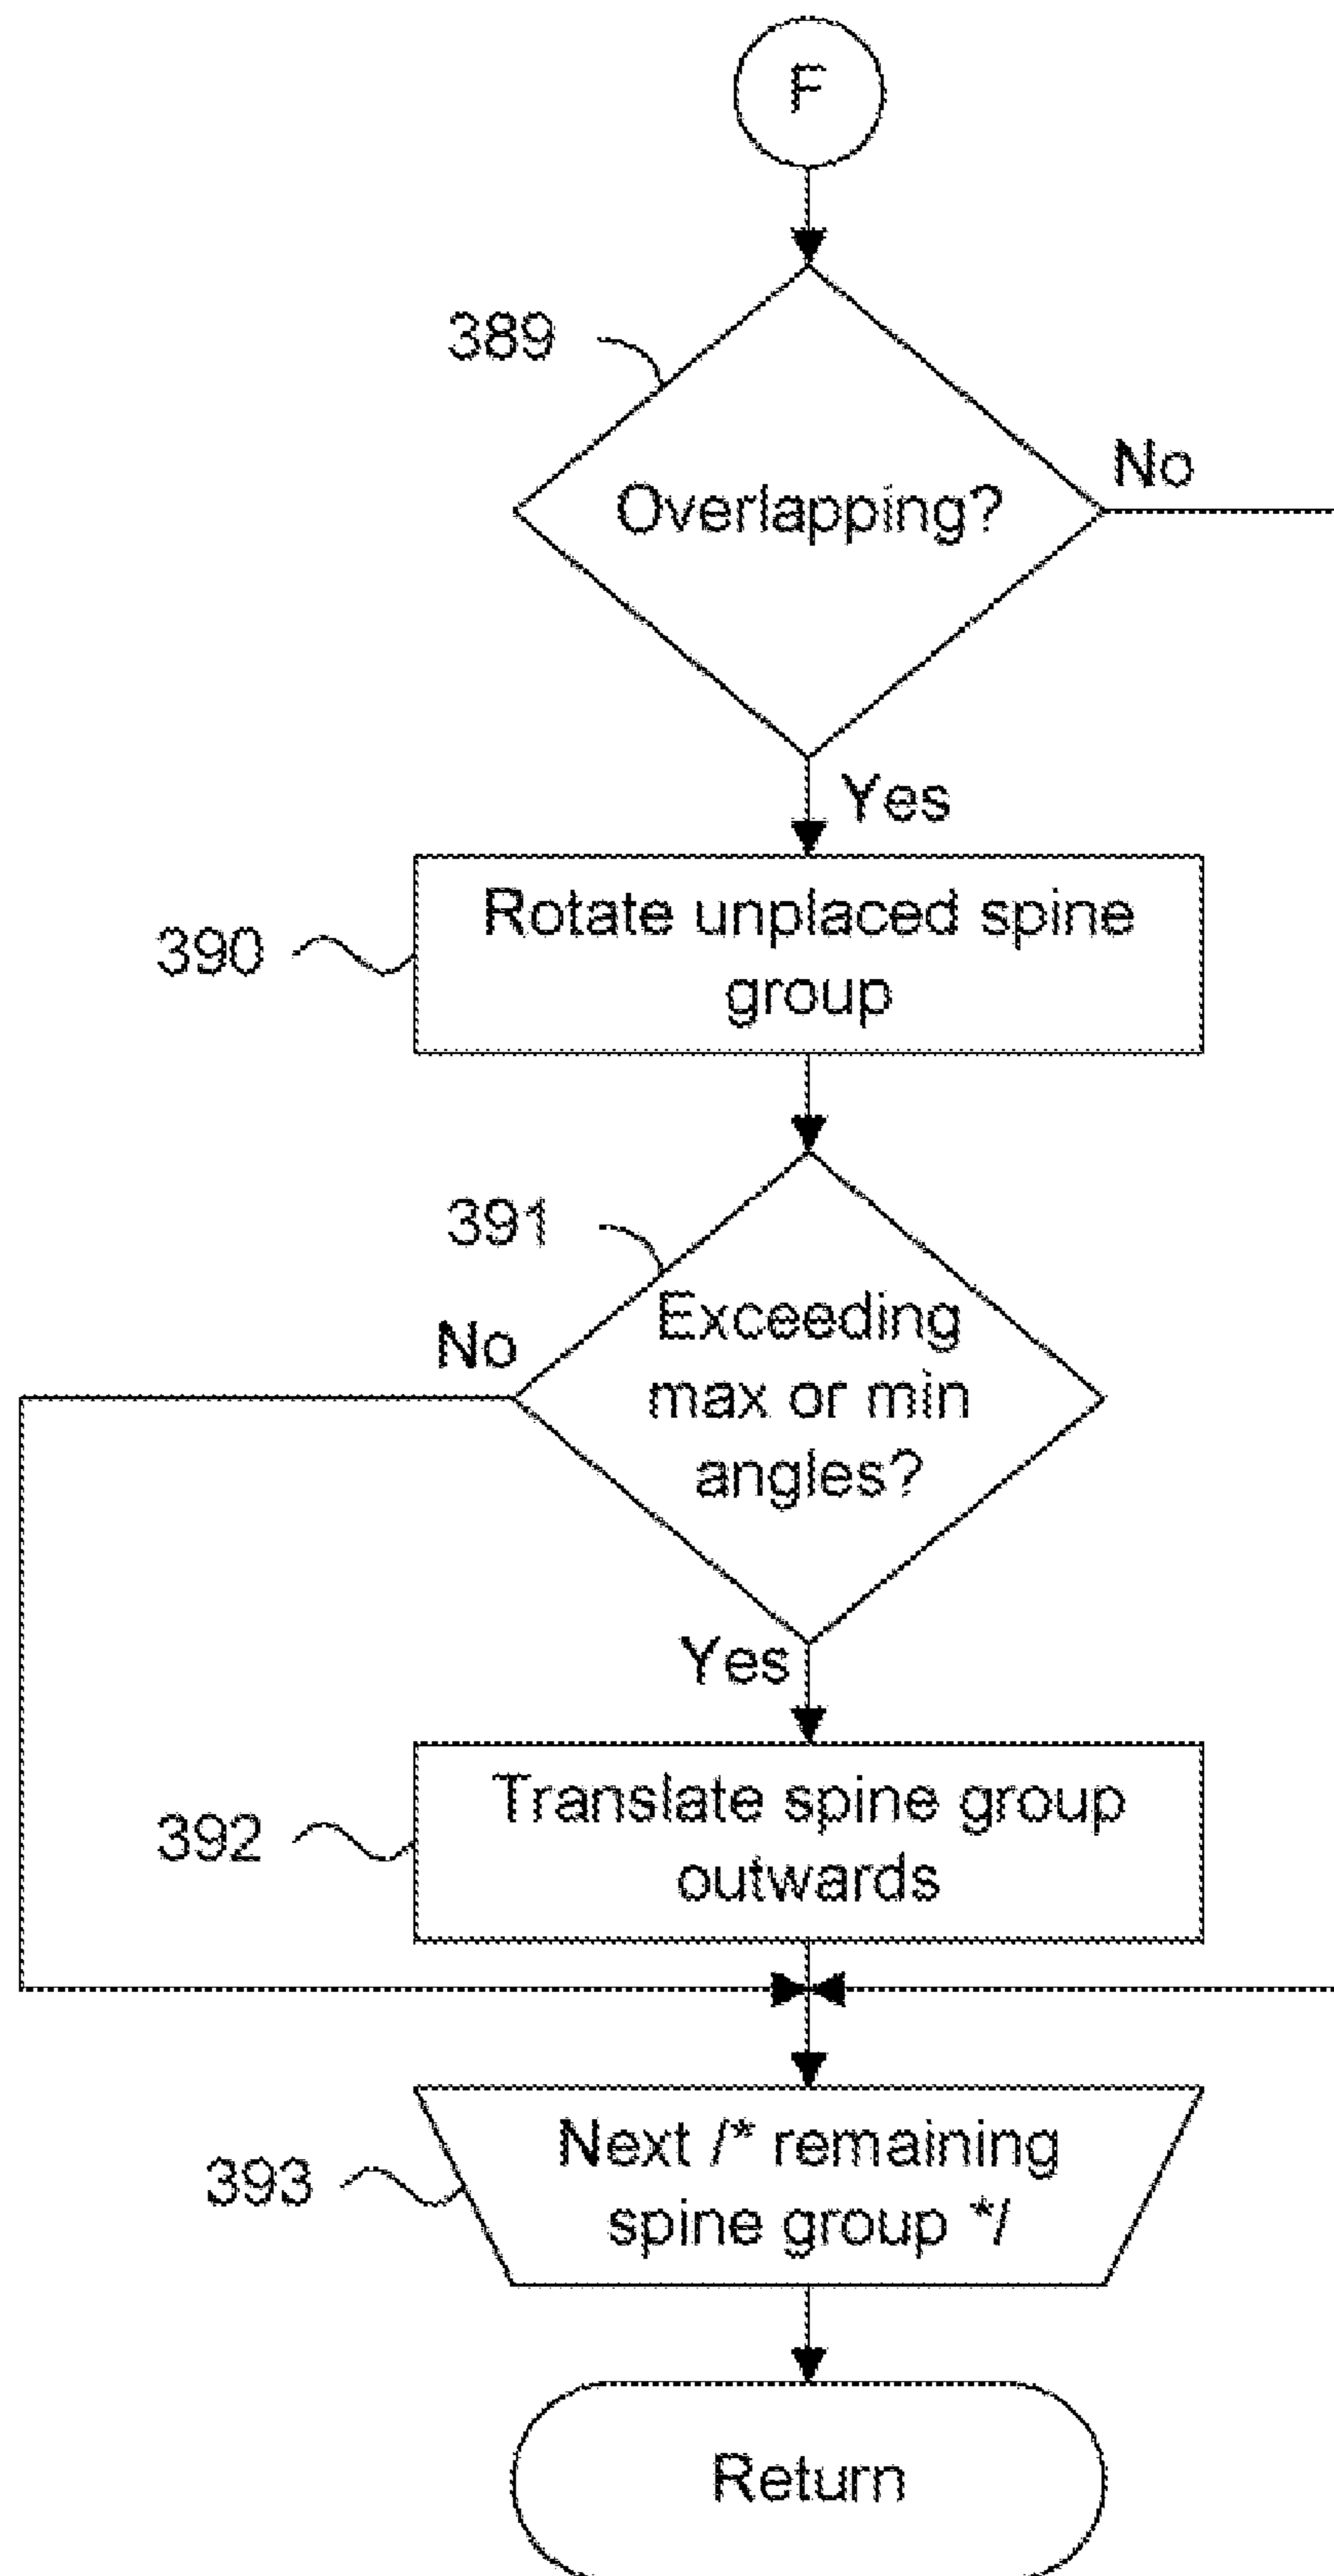 F
389
Overlapping?
No
Yes
390
Rotate unplaced spine
group
391
No
Exceeding
max or min
angles?
Yes
392
Translate spine group
outwards
393
Next /* remaining
spine group */
Return